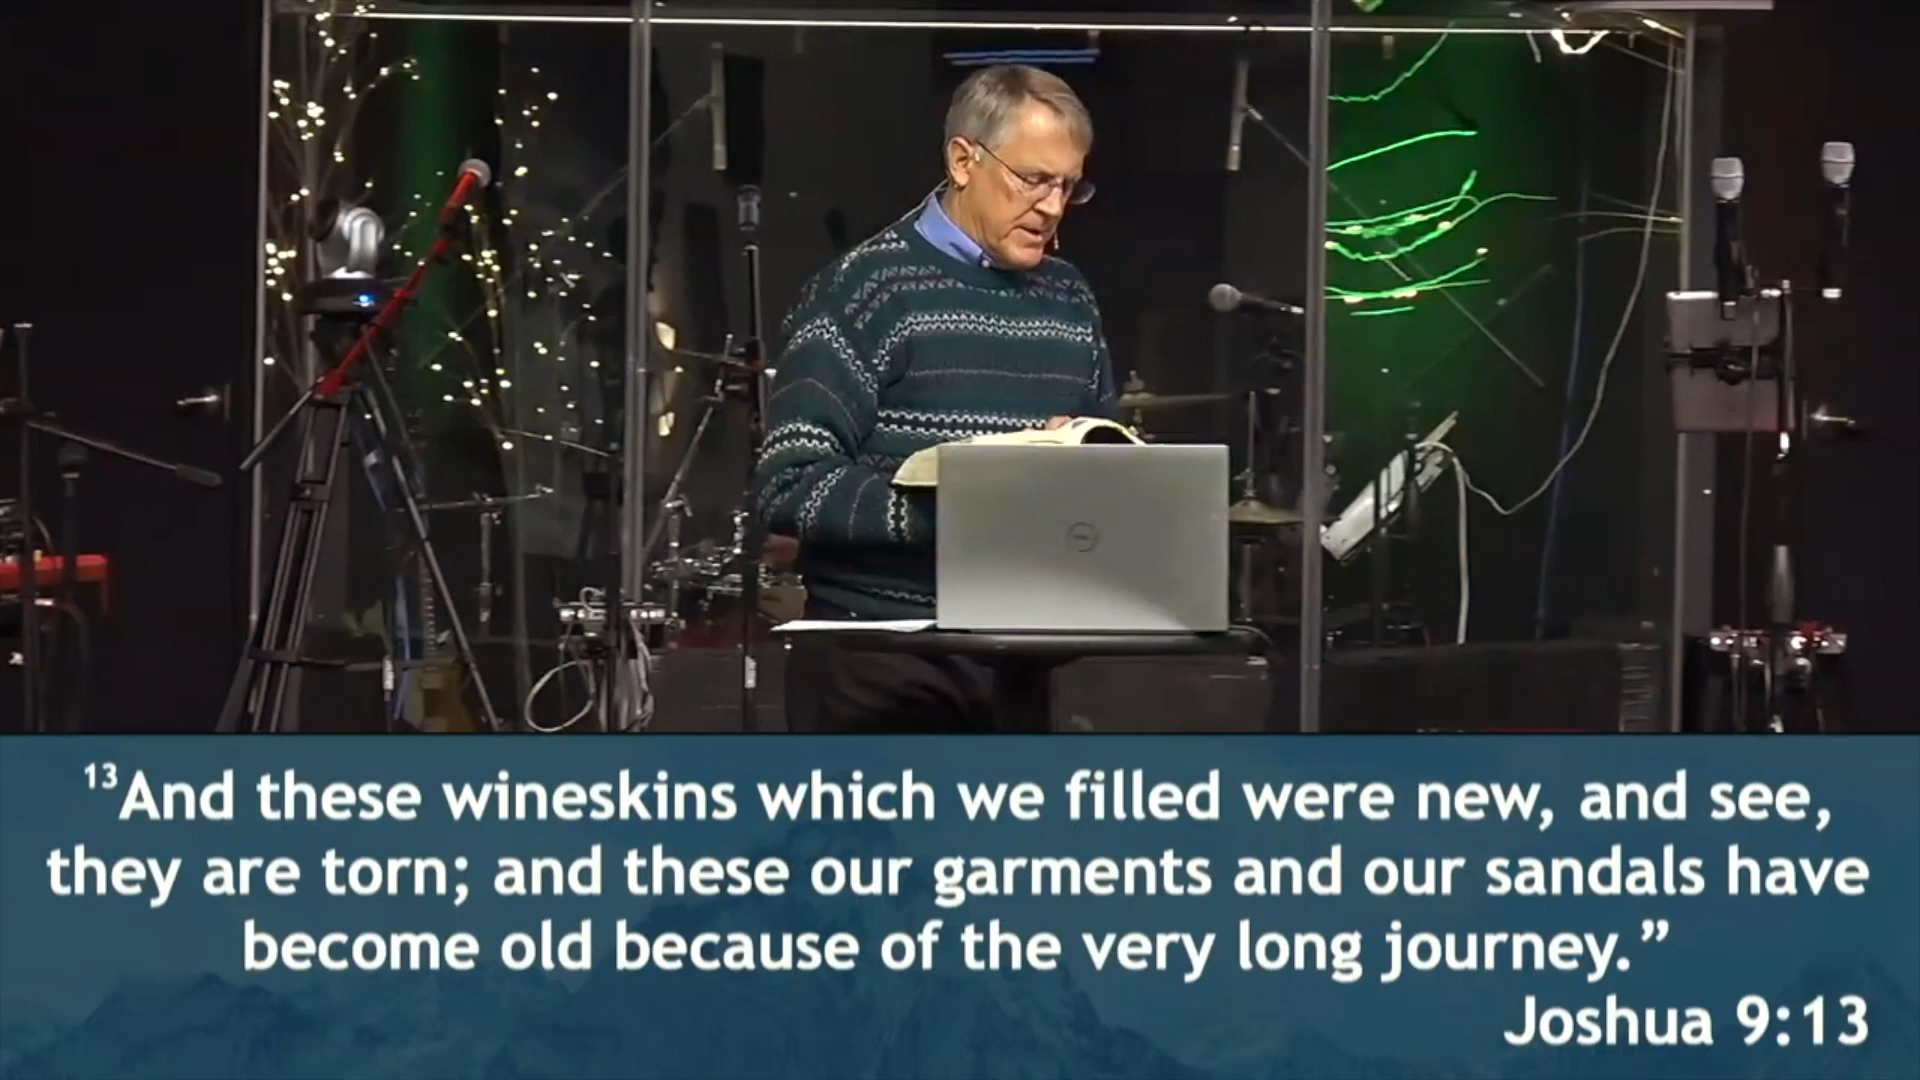 ¹³And these wineskins which we filled were new, and see,
they are torn; and these our garments and our sandals have
become old because of the very long journey.”
Joshua 9:13
DELL